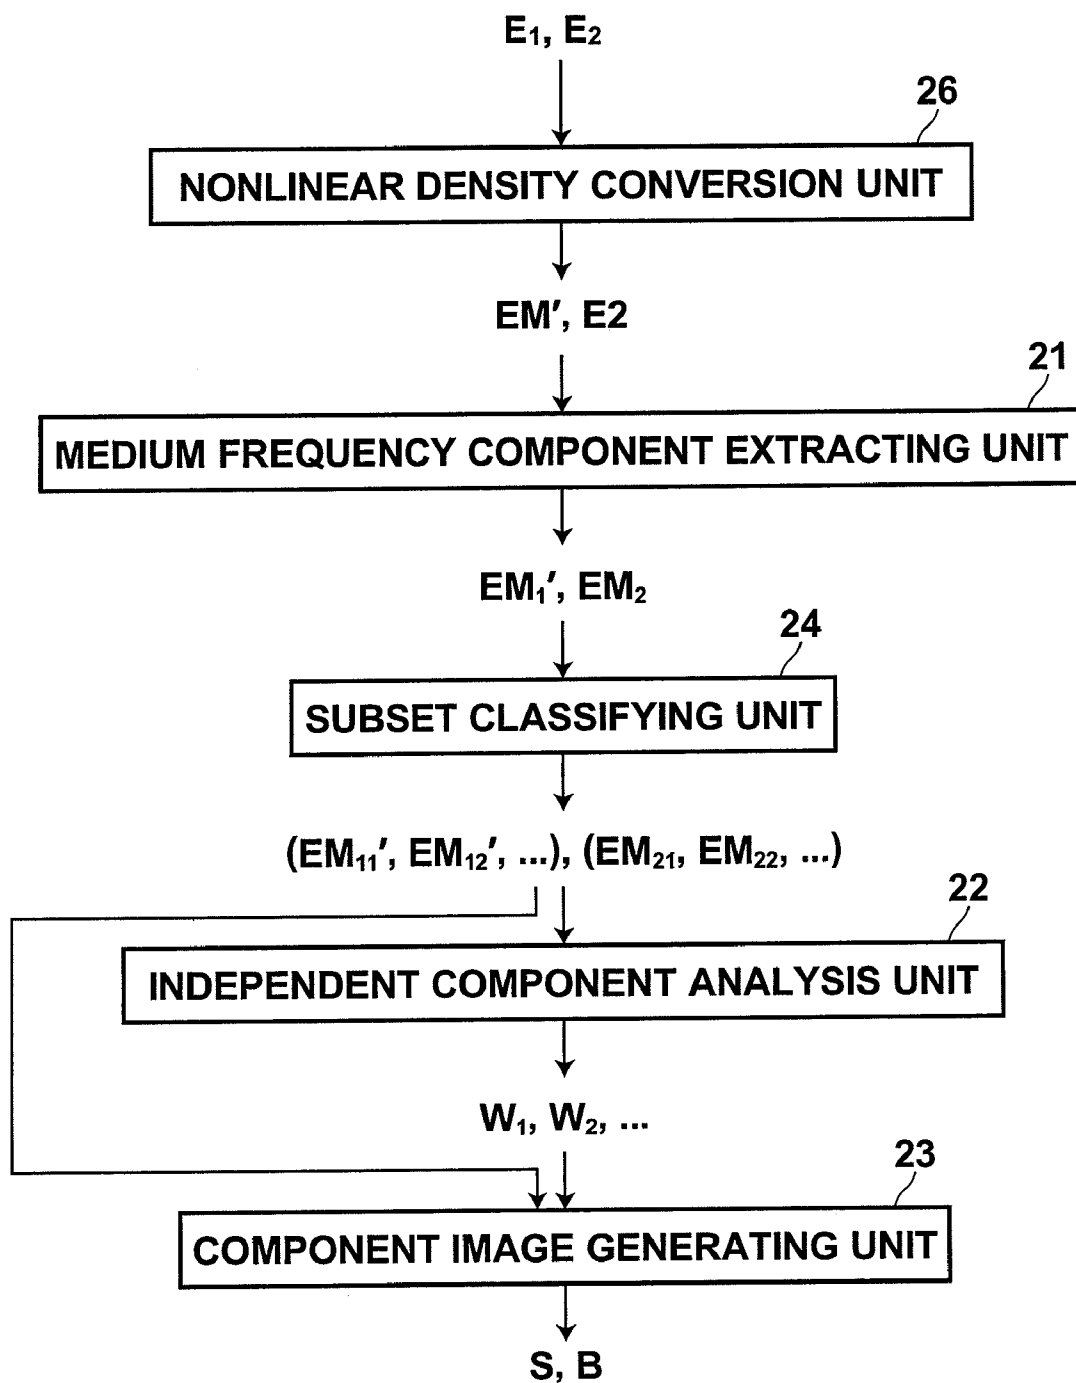 E₁, E₂
26
NONLINEAR DENSITY CONVERSION UNIT
EM′, E2
21
MEDIUM FREQUENCY COMPONENT EXTRACTING UNIT
EM₁′, EM₂
24
SUBSET CLASSIFYING UNIT
(EM₁₁′, EM₁₂′, ...), (EM₂₁, EM₂₂, ...)
22
INDEPENDENT COMPONENT ANALYSIS UNIT
W₁, W₂, ...
23
COMPONENT IMAGE GENERATING UNIT
S, B